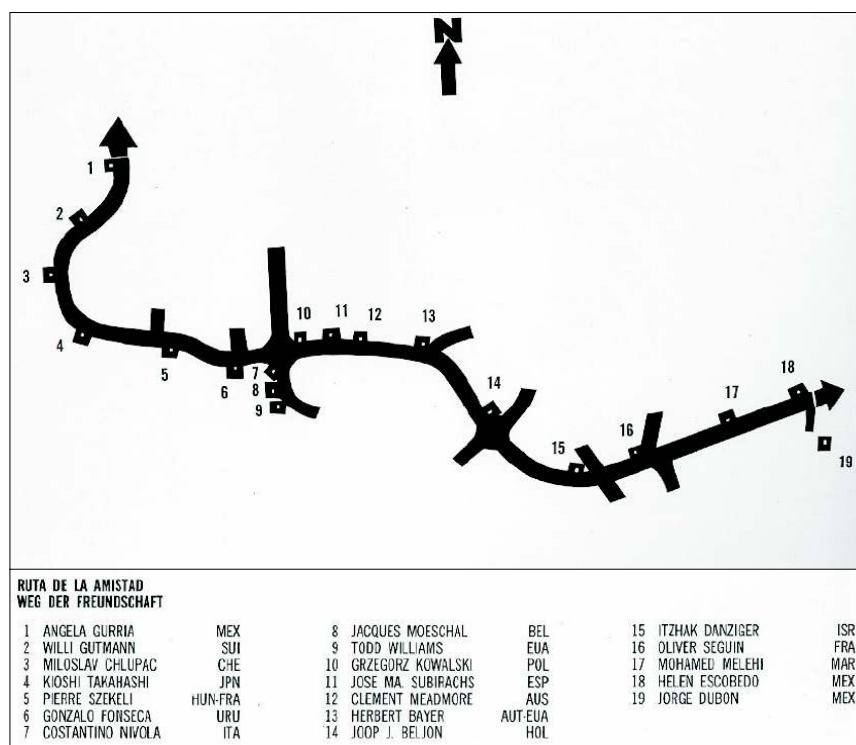 N
1
2
3
4
5
6
7
8
9
10
11
12
13
14
15
16
17
18
19
RUTA DE LA AMISTAD
WEG DER FREUNDSCHAFT
1 ANGELA GURRIA MEX
2 WILLI GUTMANN SUI
3 MILOSLAV CHLUPAC CHE
4 KIOSHI TAKAHASHI JPN
5 PIERRE SZEKELI HUN-FRA
6 GONZALO FONSECA URU
7 COSTANTINO NIVOLA ITA
8 JACQUES MOESCHAL BEL
9 TODD WILLIAMS EUA
10 GRZEGORZ KOWALSKI POL
11 JOSE MA. SUBIRACHS ESP
12 CLEMENT MEADMORE AUS
13 HERBERT BAYER AUT-EUA
14 JOOP J. BELJON HOL
15 ITZHAK DANZIGER ISR
16 OLIVER SEGUIN FRA
17 MOHAMED MELEHI MAR
18 HELEN ESCOBEDO MEX
19 JORGE DUBON MEX